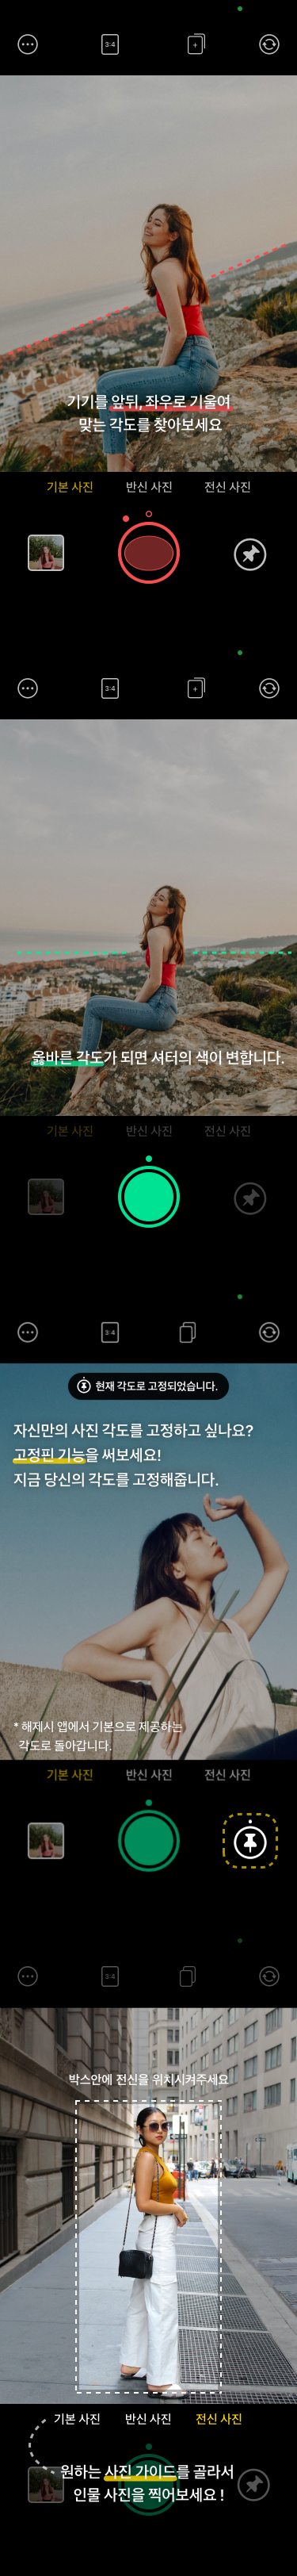 3:4
기기를 앞뒤, 좌우로 기울여
맞는 각도를 찾아보세요
기본 사진 반신 사진 전신 사진
3:4
옳바른 각도가 되면 셔터의 색이 변합니다.
기본 사진 반신 사진 전신 사진
3:4
현재 각도로 고정되었습니다.
자신만의 사진 각도를 고정하고 싶나요?
고정핀 기능을 써보세요!
지금 당신의 각도를 고정해줍니다.
* 해제시 앱에서 기본으로 제공하는
각도로 돌아갑니다.
기본 사진 반신 사진 전신 사진
3:4
박스안에 전신을 위치시켜주세요
기본 사진 반신 사진 전신 사진
원하는 사진 가이드를 골라서
인물 사진을 찍어보세요 !